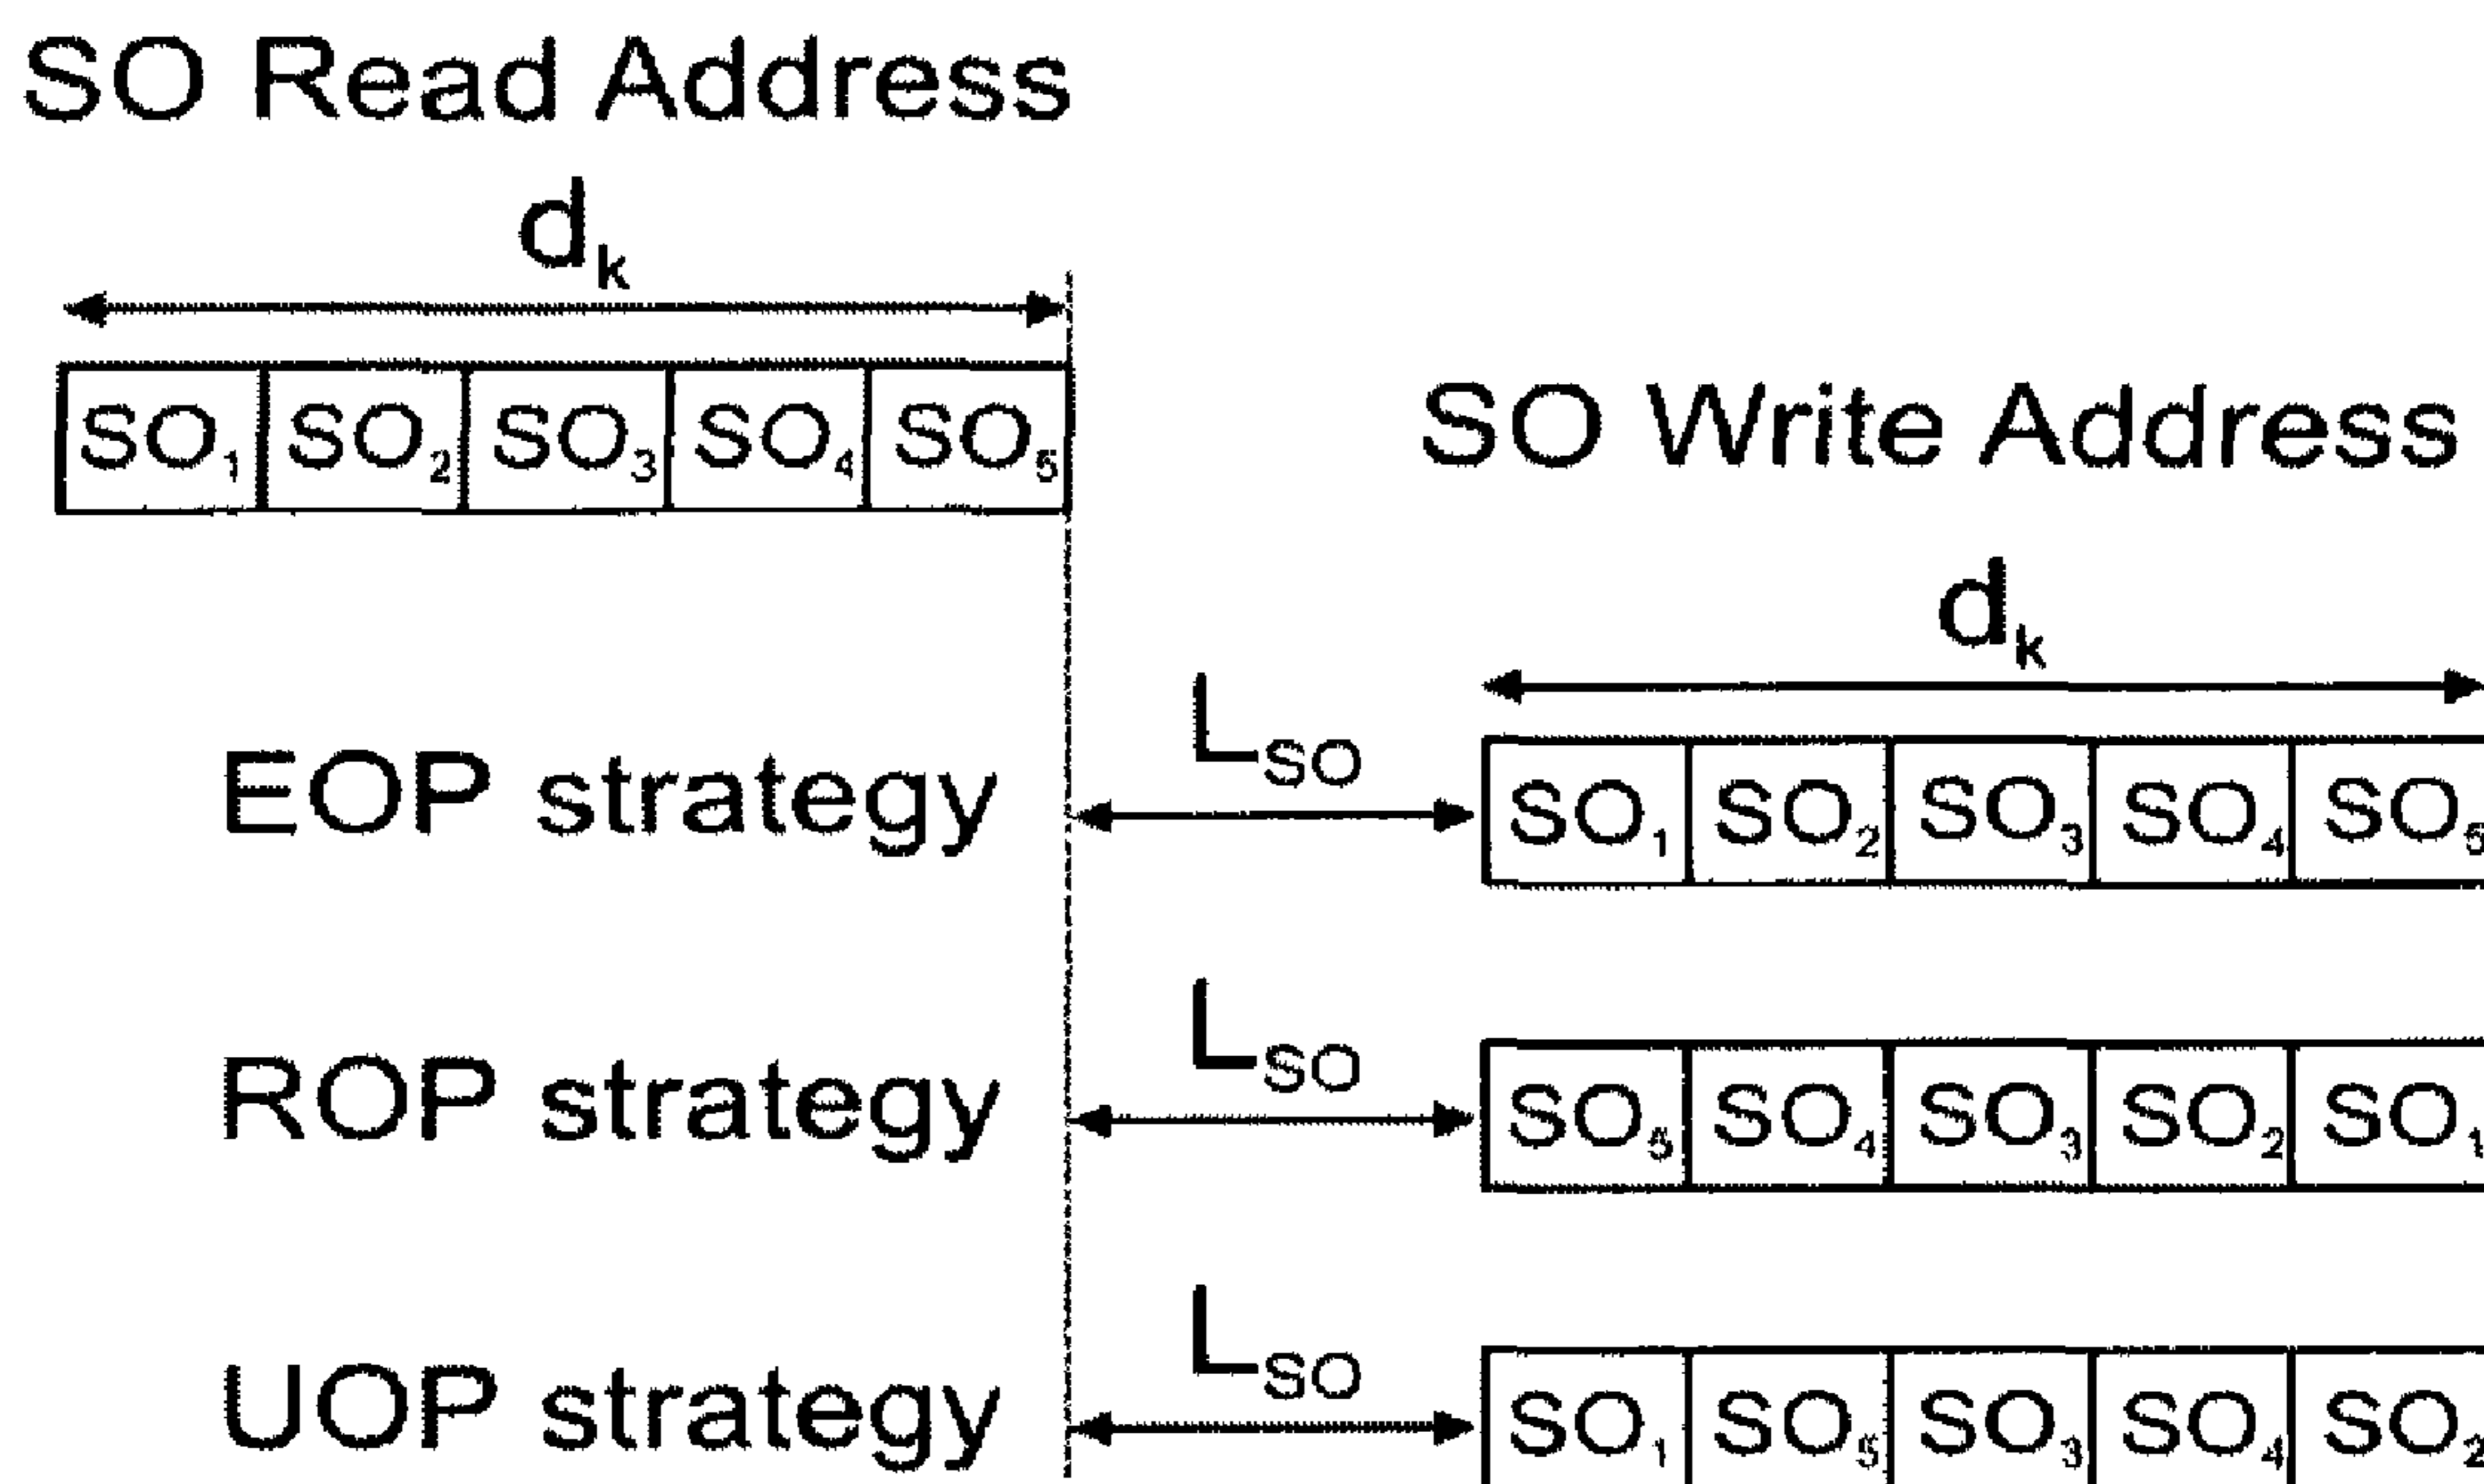 SO Read Address
dk
SO1 SO2 SO3 SO4 SO5
SO Write Address
dk
EOP strategy LSO SO1 SO2 SO3 SO4 SO5
ROP strategy LSO SO5 SO4 SO3 SO2 SO1
UOP strategy LSO SO1 SO5 SO3 SO4 SO2